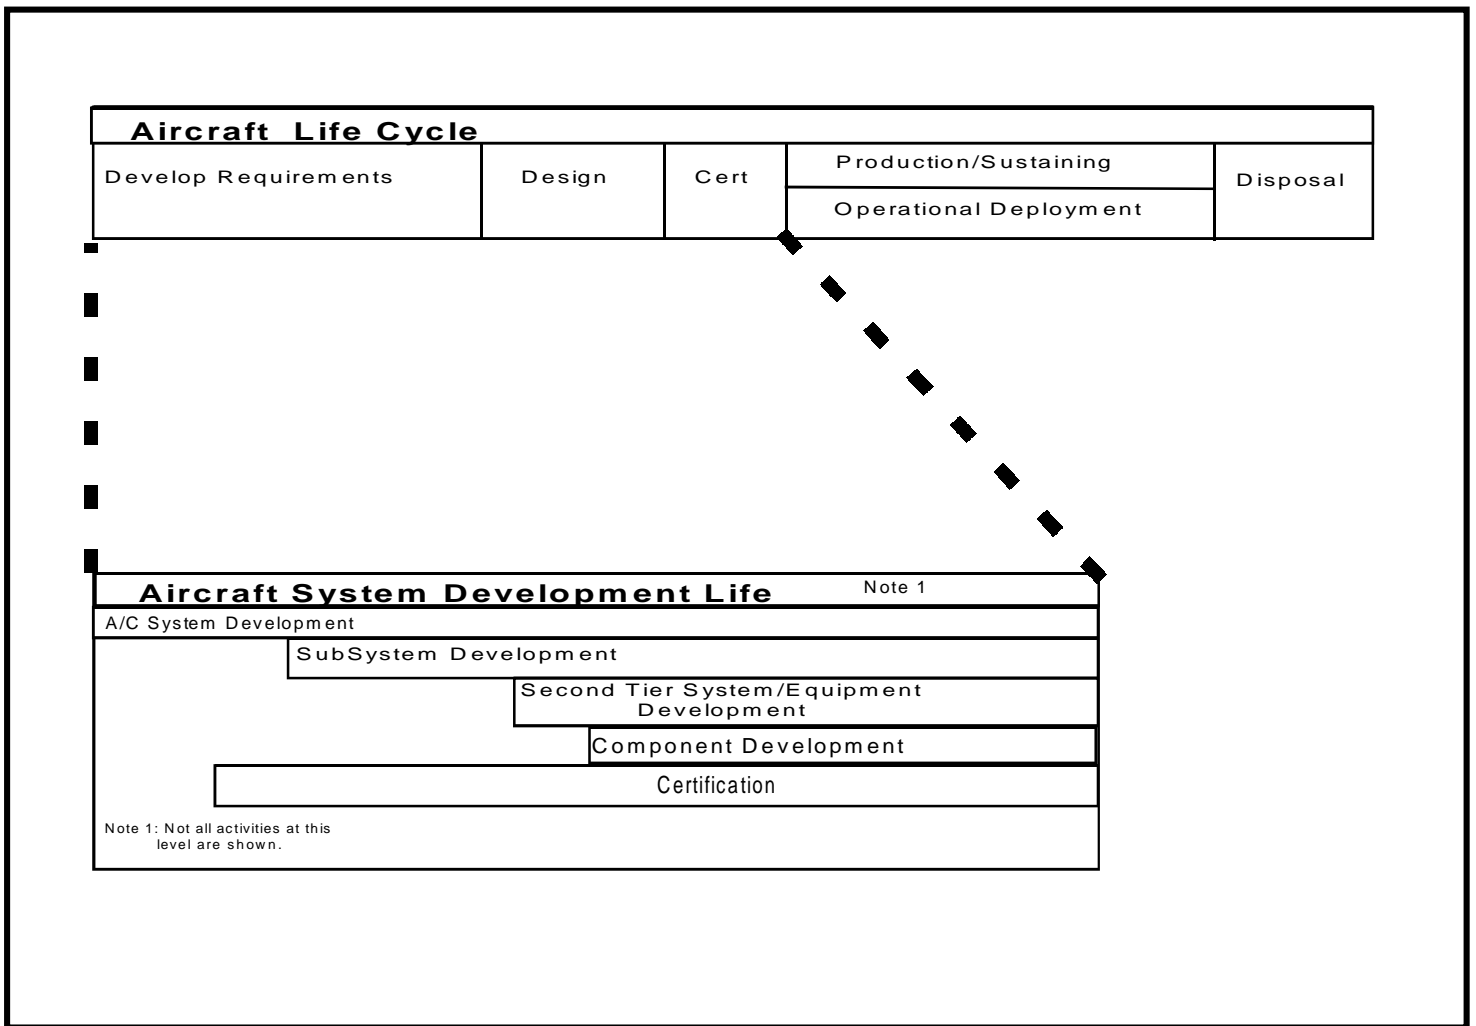 Aircraft Life Cycle
Develop Requirements
Design
Cert
Production/Sustaining
Operational Deployment
Disposal
Aircraft System Development Life
Note 1
A/C System Development
SubSystem Development
Second Tier System/Equipment
Development
Component Development
Certification
Note 1: Not all activities at this
level are shown.